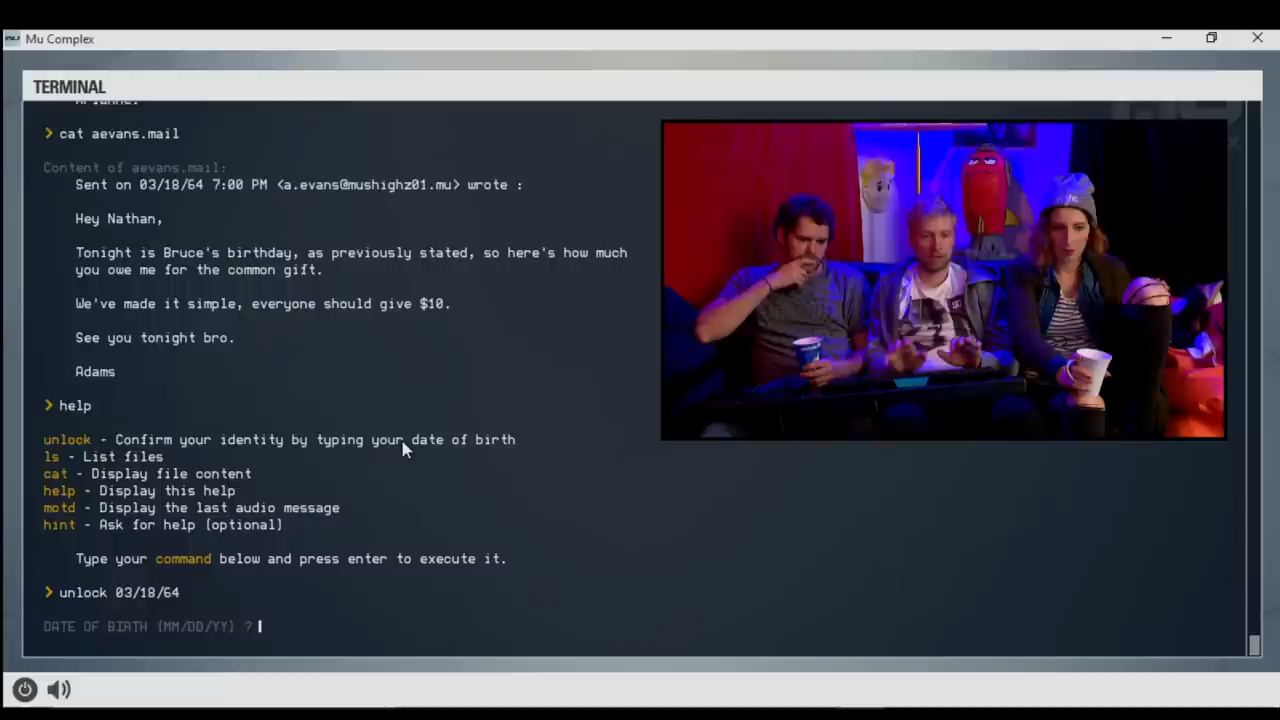 Mu Complex
TERMINAL
> cat aevans.mail
Content of aevans.mail:
Sent on 03/18/64 7:00 PM <a.evans@mushighz01.mu> wrote :
Hey Nathan,
Tonight is Bruce's birthday, as previously stated, so here's how much
you owe me for the common gift.
We've made it simple, everyone should give $10.
See you tonight bro.
Adams
> help
unlock - Confirm your identity by typing your date of birth
ls - List files
cat - Display file content
help - Display this help
motd - Display the last audio message
hint - Ask for help (optional)
Type your command below and press enter to execute it.
> unlock 03/18/64
DATE OF BIRTH (MM/DD/YY) ?